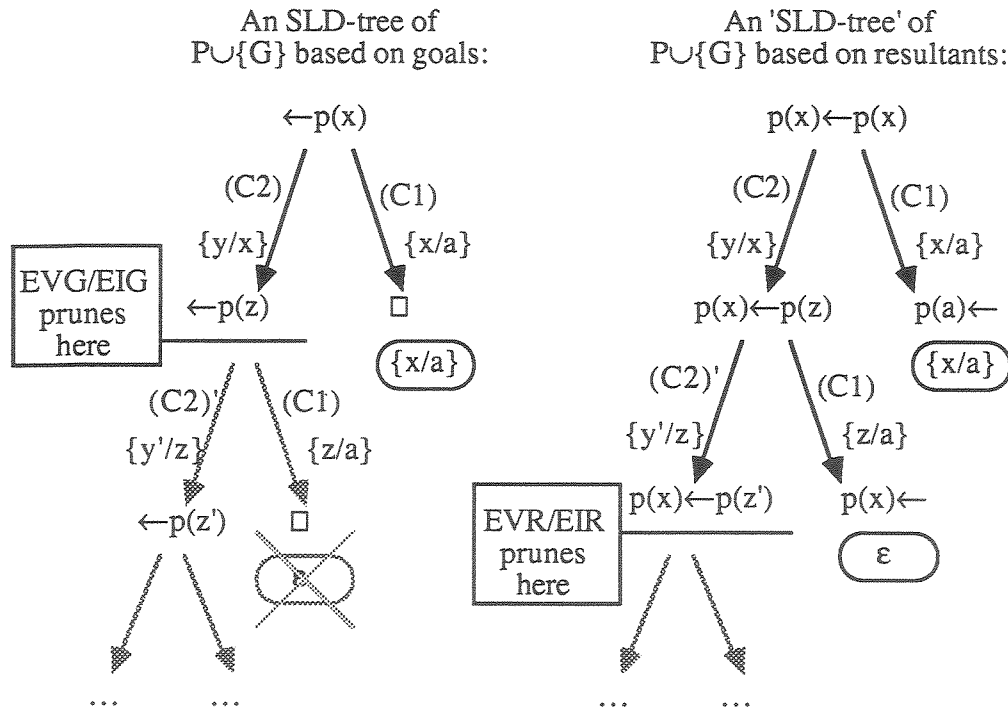 An SLD-tree of
P∪{G} based on goals:
←p(x)
(C2)
(C1)
{y/x}
{x/a}
EVG/EIG
prunes
here
←p(z)
□
{x/a}
(C2)'
(C1)
{y'/z}
{z/a}
←p(z')
□
ε
...
...
An 'SLD-tree' of
P∪{G} based on resultants:
p(x)←p(x)
(C2)
(C1)
{y/x}
{x/a}
p(x)←p(z)
p(a)←
{x/a}
(C2)'
(C1)
{y'/z}
{z/a}
EVR/EIR
prunes
here
p(x)←p(z')
p(x)←
ε
...
...